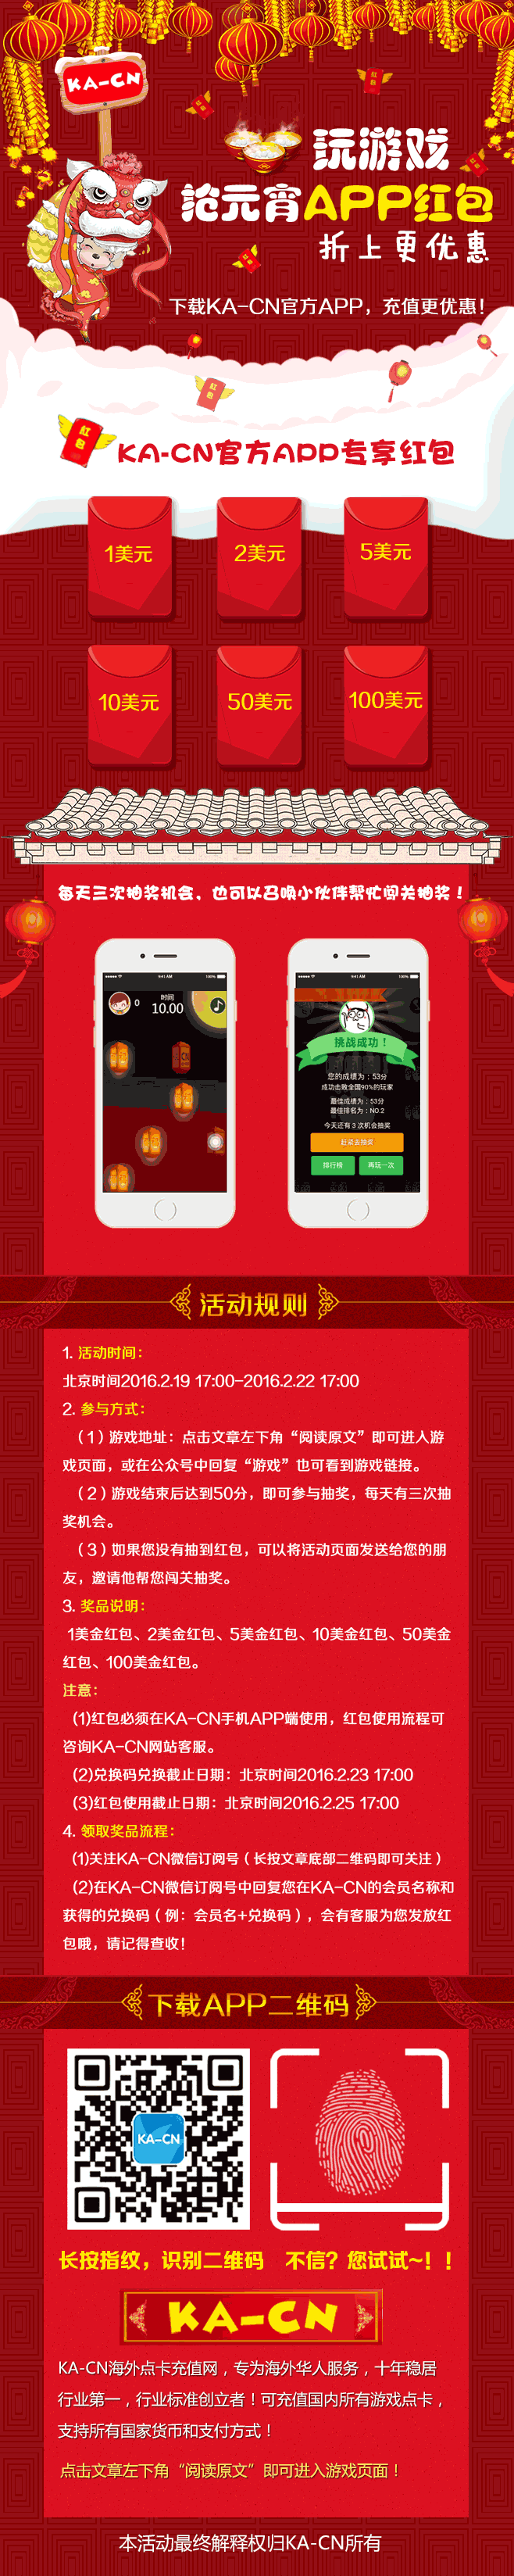 KA-CN
玩游戏
抢元宵APP红包
折上更优惠
下载KA-CN官方APP，充值更优惠！
红包
KA-CN官方APP专享红包
1美元
2美元
5美元
10美元
50美元
100美元
每天三次抽奖机会，也可以召唤小伙伴帮忙闯关抽奖！
9:41 AM
100%
0
时间
10.00
9:41 AM
100%
挑战成功！
您的成绩为：53分
成功击败全国90%的玩家
最佳成绩为：53分
最佳排名为：NO.2
今天还有 3 次机会抽奖
赶紧去抽奖
排行榜
再玩一次
活动规则
1. 活动时间：
北京时间2016.2.19 17:00-2016.2.22 17:00
2. 参与方式：
（1）游戏地址：点击文章左下角“阅读原文”即可进入游
戏页面，或在公众号中回复“游戏”也可看到游戏链接。
（2）游戏结束后达到50分，即可参与抽奖，每天有三次抽
奖机会。
（3）如果您没有抽到红包，可以将活动页面发送给您的朋
友，邀请他帮您闯关抽奖。
3. 奖品说明：
1美金红包、2美金红包、5美金红包、10美金红包、50美金
红包、100美金红包。
注意：
(1)红包必须在KA-CN手机APP端使用，红包使用流程可
咨询KA-CN网站客服。
(2)兑换码兑换截止日期：北京时间2016.2.23 17:00
(3)红包使用截止日期：北京时间2016.2.25 17:00
4. 领取奖品流程：
(1)关注KA-CN微信订阅号（长按文章底部二维码即可关注）
(2)在KA-CN微信订阅号中回复您在KA-CN的会员名称和
获得的兑换码（例：会员名+兑换码），会有客服为您发放红
包哦，请记得查收！
下载APP二维码
KA-CN
长按指纹，识别二维码 不信？您试试~！！
KA-CN
KA-CN海外点卡充值网，专为海外华人服务，十年稳居
行业第一，行业标准创立者！可充值国内所有游戏点卡，
支持所有国家货币和支付方式！
点击文章左下角“阅读原文”即可进入游戏页面！
本活动最终解释权归KA-CN所有